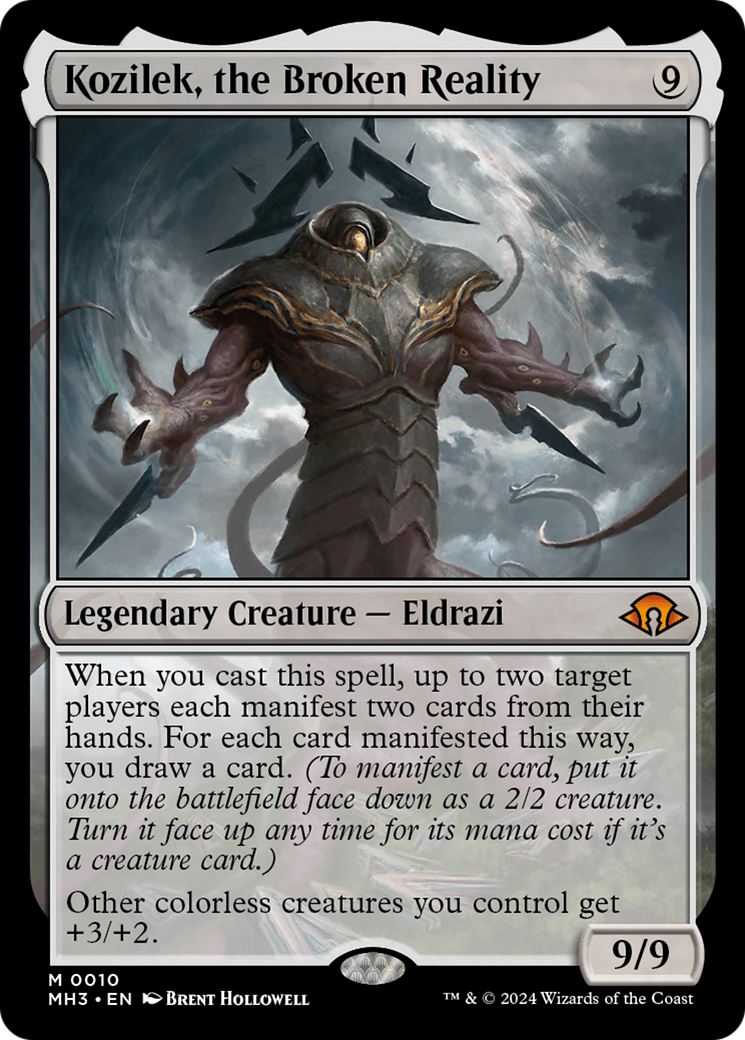 Kozilek, the Broken Reality 9
Legendary Creature — Eldrazi
When you cast this spell, up to two target
players each manifest two cards from their
hands. For each card manifested this way,
you draw a card. (To manifest a card, put it
onto the battlefield face down as a 2/2 creature.
Turn it face up any time for its mana cost if it's
a creature card.)
Other colorless creatures you control get
+3/+2.
9/9
M 0010
MH3 • EN Brent Hollowell
™ & © 2024 Wizards of the Coast